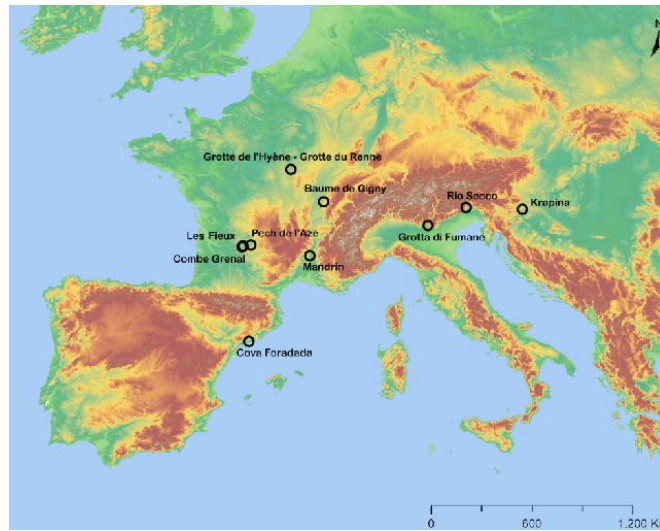 N
Grotte de l'Hyène - Grotte du Renne
Baume de Gigny
Rio Secco
Krapina
Les Fieux
Pech de l'Azé
Grotta di Fumane
Combe Grenal
Mandrin
Cova Foradada
0 600 1.200 K